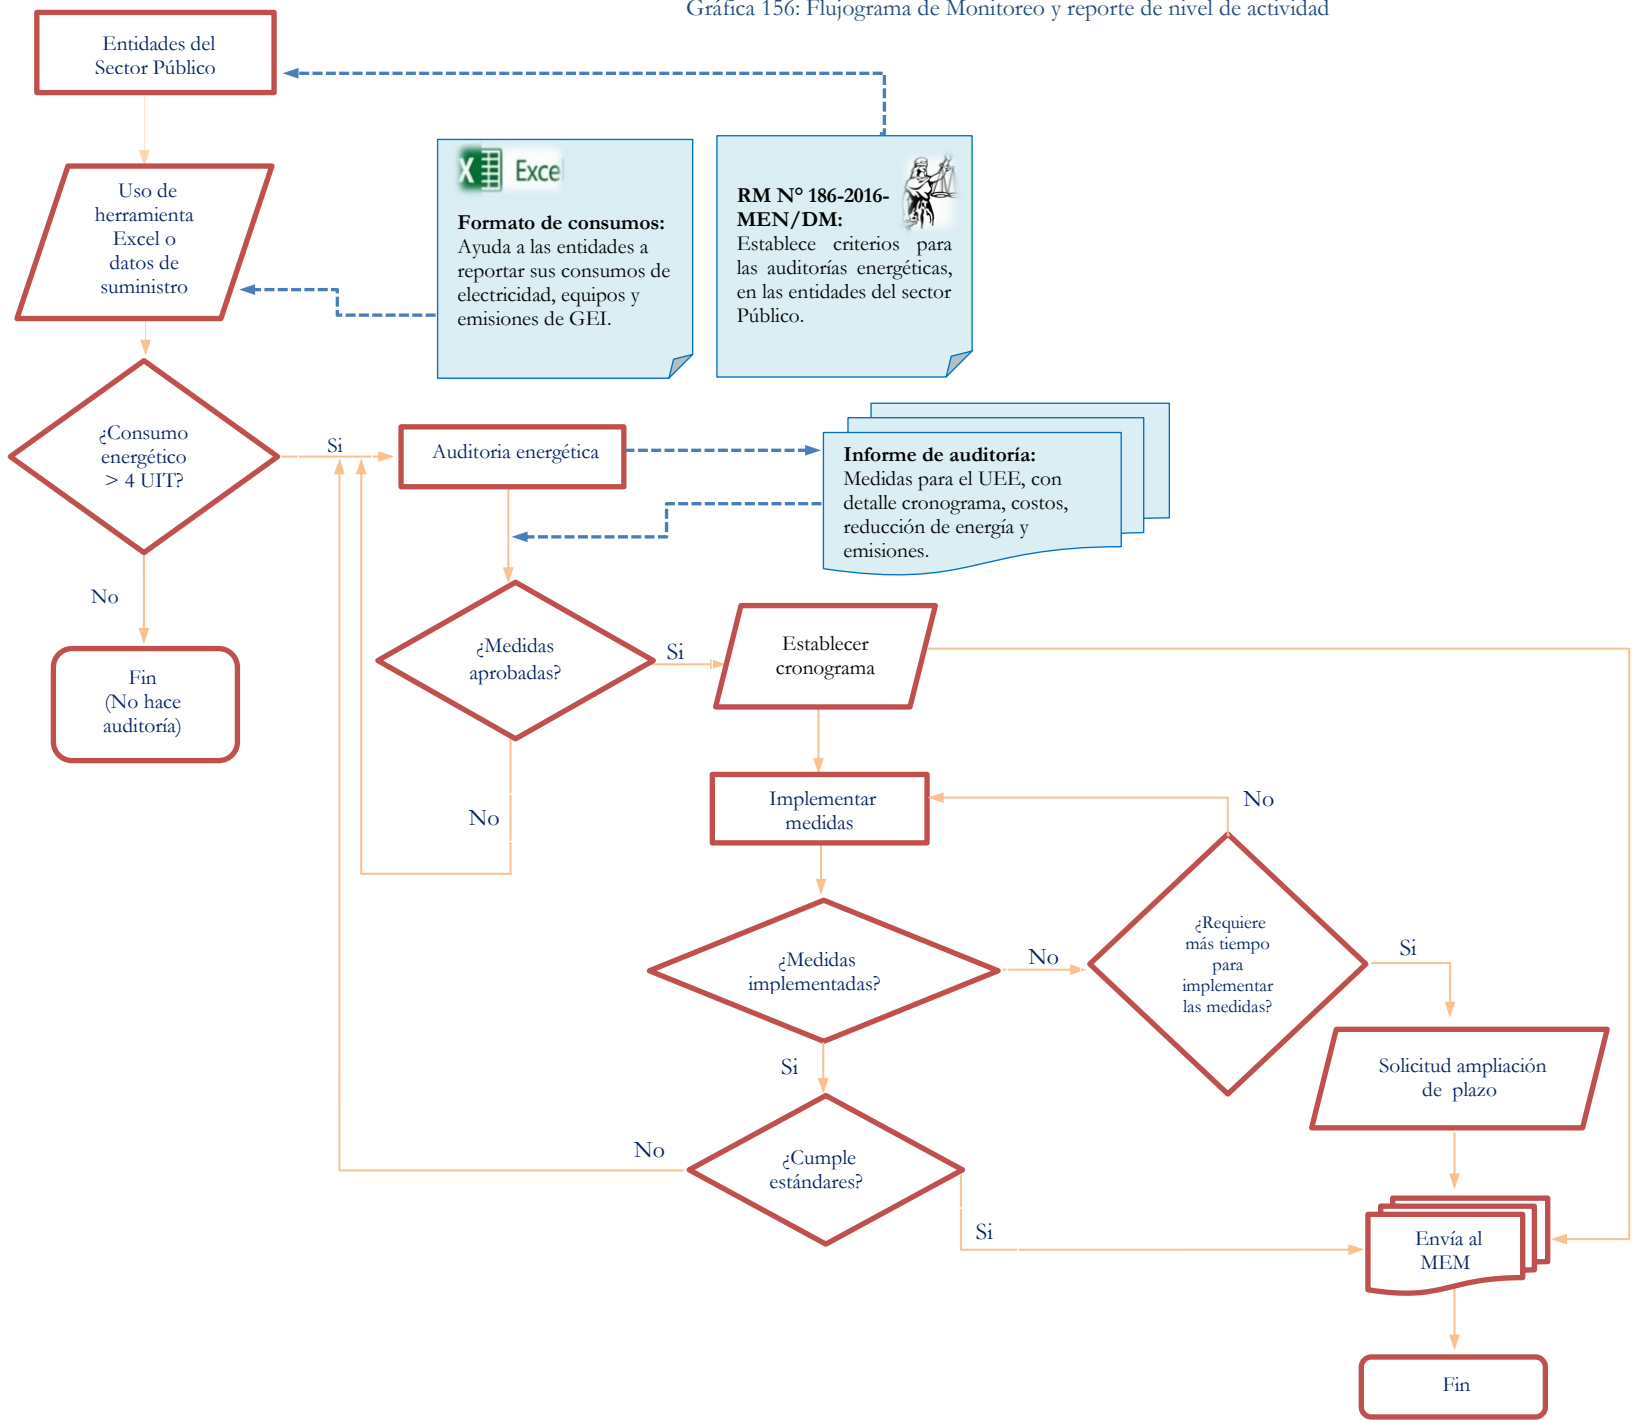 Gráfica 156: Flujograma de Monitoreo y reporte de nivel de actividad
Entidades del
Sector Público
Uso de
herramienta
Excel o
datos de
suministro
Excel
Formato de consumos:
Ayuda a las entidades a
reportar sus consumos de
electricidad, equipos y
emisiones de GEI.
RM N° 186-2016-
MEN/DM:
Establece criterios para
las auditorías energéticas,
en las entidades del sector
Público.
¿Consumo
energético
> 4 UIT?
Si
Auditoria energética
Informe de auditoría:
Medidas para el UEE, con
detalle cronograma, costos,
reducción de energía y
emisiones.
No
Fin
(No hace
auditoría)
¿Medidas
aprobadas?
Si
Establecer
cronograma
No
Implementar
medidas
No
¿Medidas
implementadas?
No
¿Requiere
más tiempo
para
implementar
las medidas?
Si
Si
Solicitud ampliación
de plazo
No
¿Cumple
estándares?
Si
Envía al
MEM
Fin